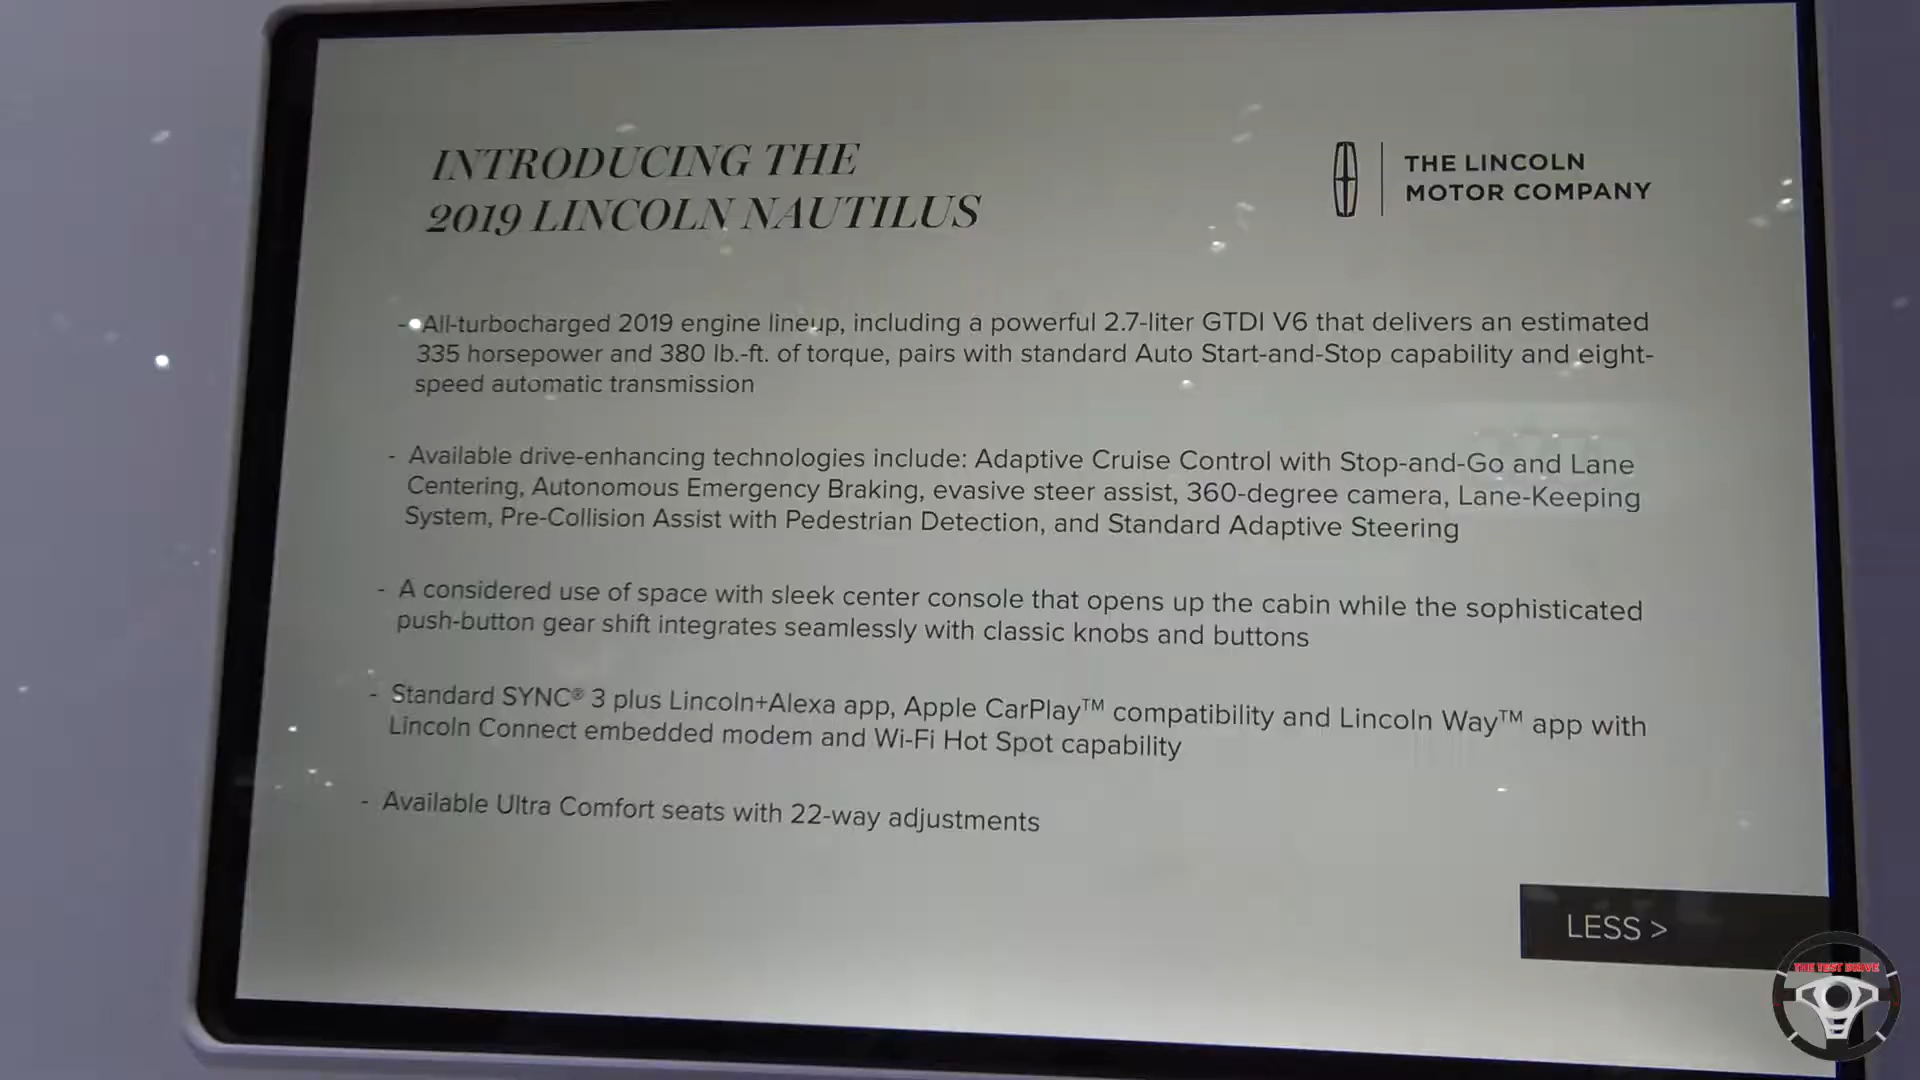 INTRODUCING THE
2019 LINCOLN NAUTILUS
THE LINCOLN
MOTOR COMPANY
- All-turbocharged 2019 engine lineup, including a powerful 2.7-liter GTDI V6 that delivers an estimated
335 horsepower and 380 lb.-ft. of torque, pairs with standard Auto Start-and-Stop capability and eight-
speed automatic transmission
- Available drive-enhancing technologies include: Adaptive Cruise Control with Stop-and-Go and Lane
Centering, Autonomous Emergency Braking, evasive steer assist, 360-degree camera, Lane-Keeping
System, Pre-Collision Assist with Pedestrian Detection, and Standard Adaptive Steering
- A considered use of space with sleek center console that opens up the cabin while the sophisticated
push-button gear shift integrates seamlessly with classic knobs and buttons
- Standard SYNC® 3 plus Lincoln+Alexa app, Apple CarPlay™ compatibility and Lincoln Way™ app with
Lincoln Connect embedded modem and Wi-Fi Hot Spot capability
- Available Ultra Comfort seats with 22-way adjustments
LESS >
THE TEST DRIVE